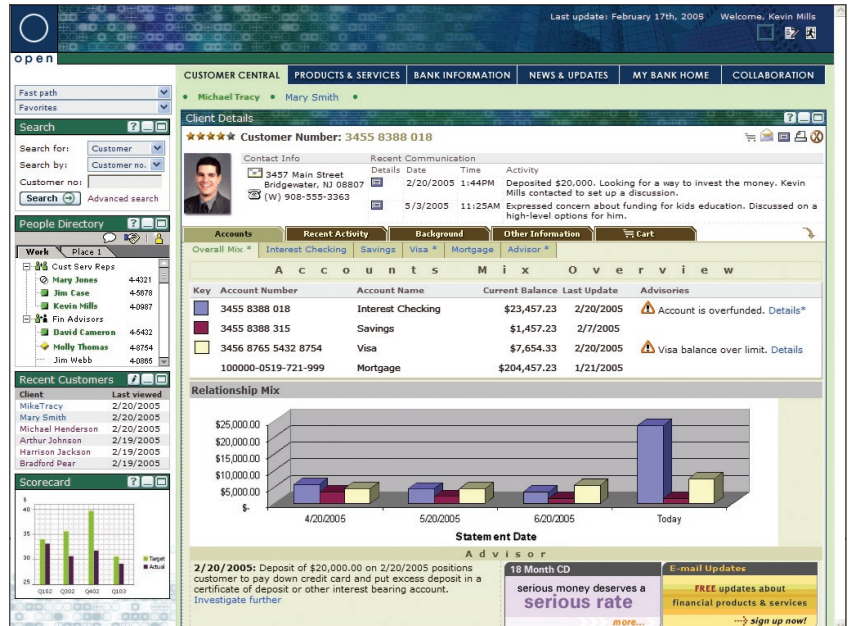 Last update: February 17th, 2005 Welcome, Kevin Mills
open
CUSTOMER CENTRAL PRODUCTS & SERVICES BANK INFORMATION NEWS & UPDATES MY BANK HOME COLLABORATION
Fast path
Favorites
• Michael Tracy • Mary Smith •
Search
Search for: Customer
Search by: Customer no.
Customer no:
Search Advanced search
People Directory
Work Place 1
Cust Serv Reps
Mary Jones 4-4321
Jim Case 4-5678
Kevin Mills 4-0987
Fin Advisors
David Cameron 4-5432
Molly Thomas 4-8754
Jim Webb 4-0865
Recent Customers
Client Last viewed
MikeTracy 2/20/2005
Mary Smith 2/20/2005
Michael Henderson 2/20/2005
Arthur Johnson 2/19/2005
Harrison Jackson 2/19/2005
Bradford Pear 2/19/2005
Scorecard
$
40
35
30
25
Q102 Q302 Q402 Q103
Target
Actual
Client Details
Customer Number: 3455 8388 018
Contact Info
3457 Main Street
Bridgewater, NJ 08807
(W) 908-555-3363
Recent Communication
Details Date Time Activity
2/20/2005 1:44PM Deposited $20,000. Looking for a way to invest the money. Kevin
Mills contacted to set up a discussion.
5/3/2005 11:25AM Expressed concern about funding for kids education. Discussed on a
high-level options for him.
Accounts Recent Activity Background Other Information Cart
Overall Mix * Interest Checking Savings Visa * Mortgage Advisor *
Accounts Mix Overview
Key Account Number Account Name Current Balance Last Update Advisories
3455 8388 018 Interest Checking $23,457.23 2/20/2005 Account is overfunded. Details*
3455 8388 315 Savings $1,457.23 2/7/2005
3456 8765 5432 8754 Visa $7,654.33 2/20/2005 Visa balance over limit. Details
100000-0519-721-999 Mortgage $204,457.23 1/21/2005
Relationship Mix
$25,000.00
$20,000.00
$15,000.00
$10,000.00
$5,000.00
$-
4/20/2005 5/20/2005 6/20/2005 Today
Statement Date
Advisor
2/20/2005: Deposit of $20,000.00 on 2/20/2005 positions
customer to pay down credit card and put excess deposit in a
certificate of deposit or other interest bearing account.
Investigate further
18 Month CD
serious money deserves a
serious rate
more...
E-mail Updates
FREE updates about
financial products & services
sign up now!